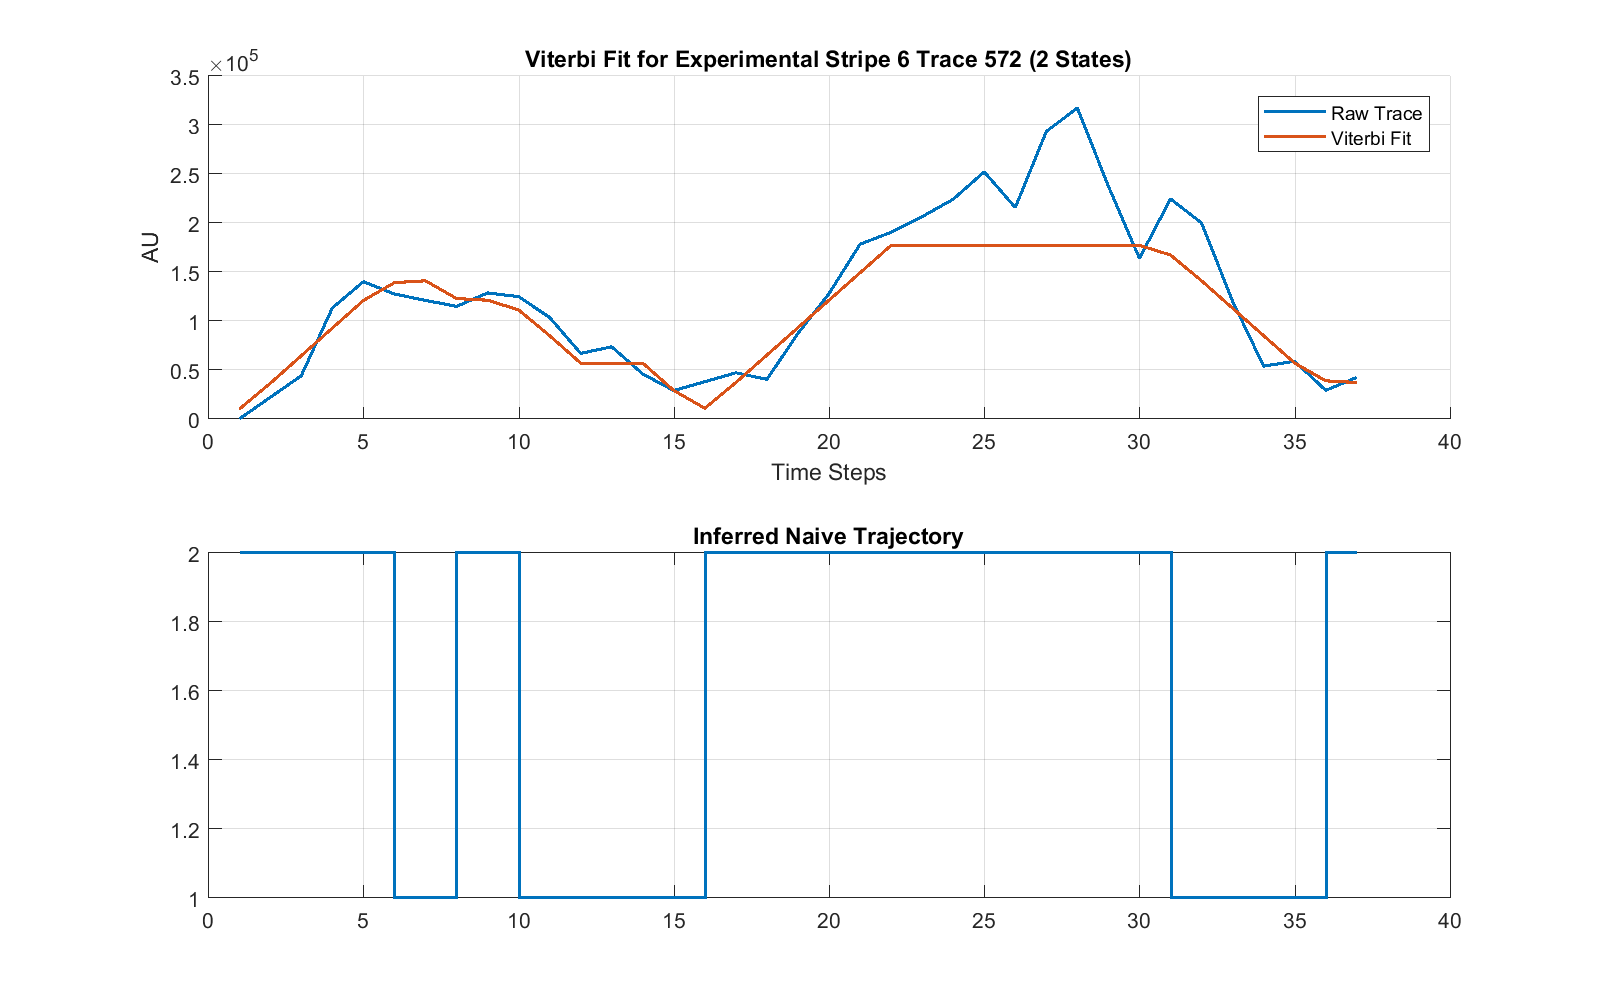 Viterbi Fit for Experimental Stripe 6 Trace 572 (2 States)
×10^5
3.5
3
2.5
2
1.5
1
0.5
0
AU
Raw Trace
Viterbi Fit
0 5 10 15 20 25 30 35 40
Time Steps
Inferred Naive Trajectory
2
1.8
1.6
1.4
1.2
1
0 5 10 15 20 25 30 35 40